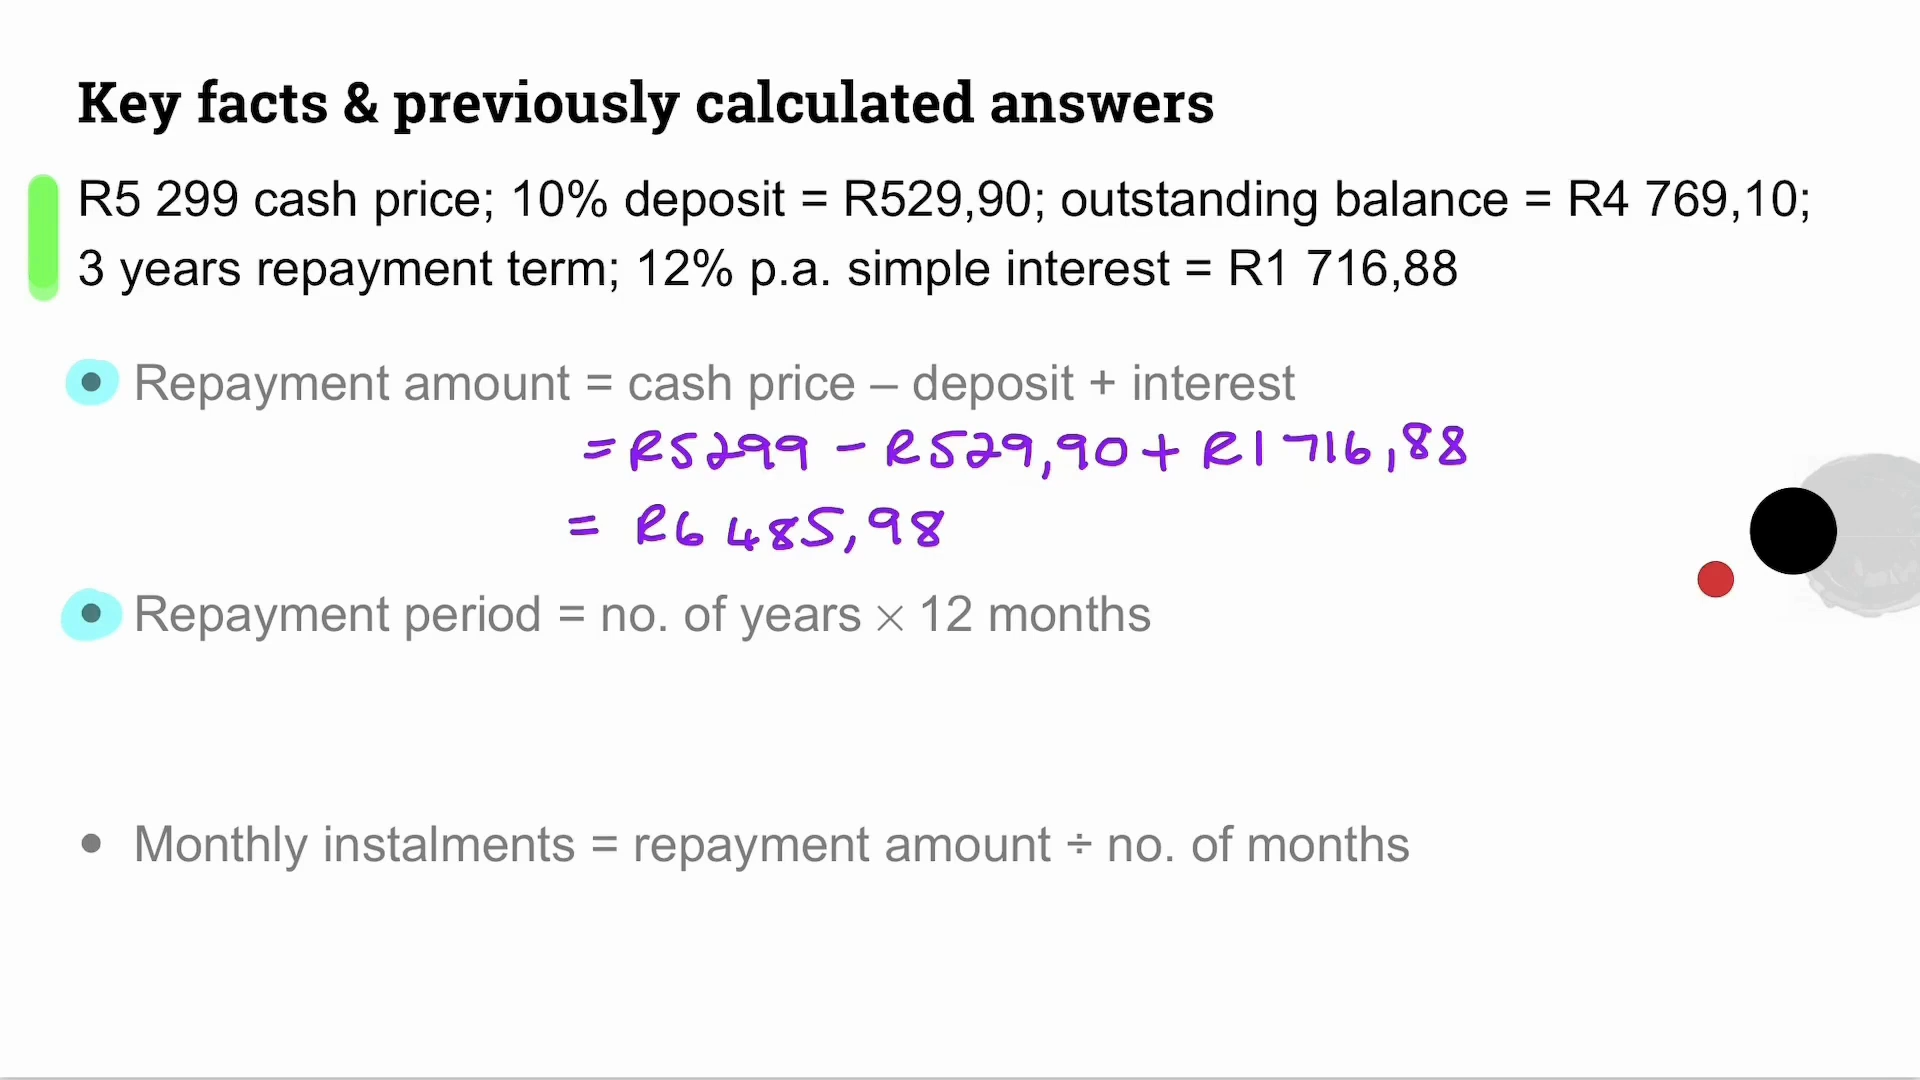 Key facts & previously calculated answers
R5 299 cash price; 10% deposit = R529,90; outstanding balance = R4 769,10;
3 years repayment term; 12% p.a. simple interest = R1 716,88
• Repayment amount = cash price – deposit + interest
= R5299 – R529,90 + R1716,88
= R6 485,98
• Repayment period = no. of years × 12 months
• Monthly instalments = repayment amount ÷ no. of months